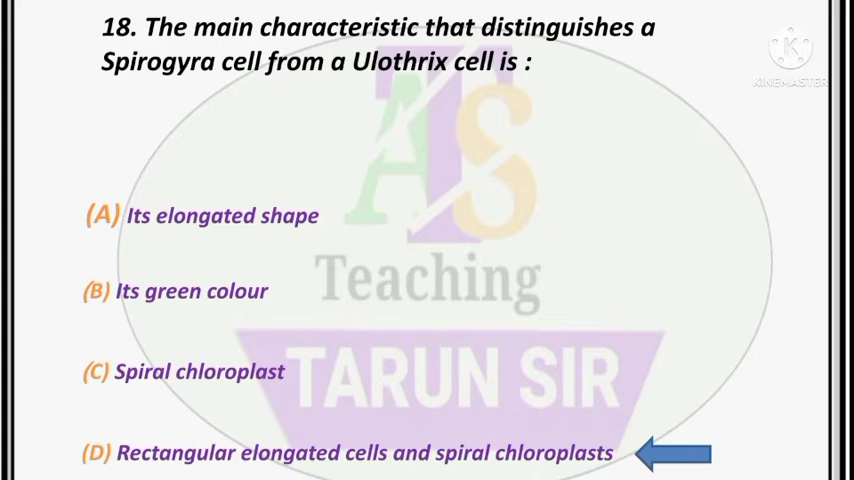 18. The main characteristic that distinguishes a
Spirogyra cell from a Ulothrix cell is :
KINEMASTER
(A) Its elongated shape
(B) Its green colour
(C) Spiral chloroplast
(D) Rectangular elongated cells and spiral chloroplasts
ATS
Teaching
TARUN SIR